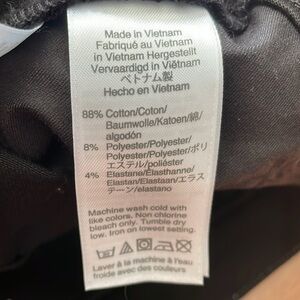 Made in Vietnam
Fabriqué au Vietnam
in Vietnam Hergestellt
Vervaardigd in Viêtnam
ベトナム製
Hecho en Vietnam
88% Cotton/Coton/
Baumwolle/Katoen/綿/
algodón
8% Polyester/Polyester/
Polyester/Polyester/ポリ
エステル/poliéster
4% Elastane/Élasthanne/
Elastan/Elastaan/エラス
テーン/elastano
Machine wash cold with
like colors. Non chlorine
bleach only. Tumble dry
low. Iron on lowest setting.
Laver à la machine à l'eau
froide avec des couleurs